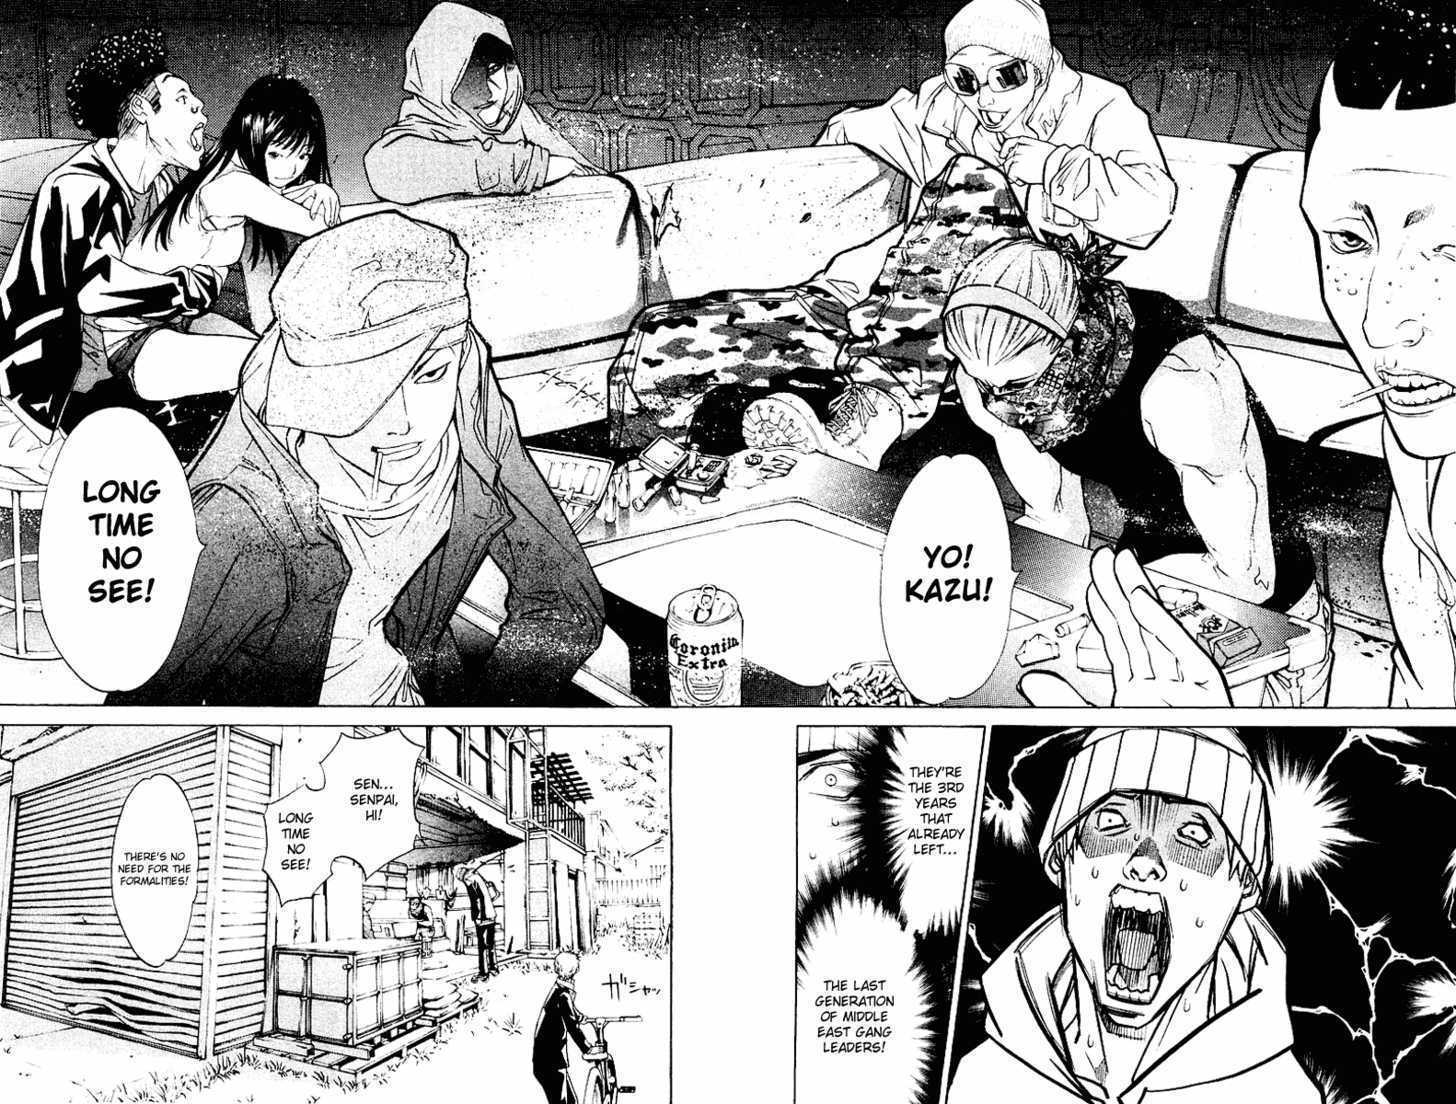 YO!
KAZU!
LONG
TIME
NO
SEE!
Coronita
Extra
THEY'RE
THE 3RD
YEARS
THAT
ALREADY
LEFT...
THE LAST
GENERATION
OF MIDDLE
EAST GANG
LEADERS!
SEN...
SENPAI,
HI!
LONG
TIME
NO
SEE!
THERE'S NO
NEED FOR THE
FORMALITIES!
ガシャッ